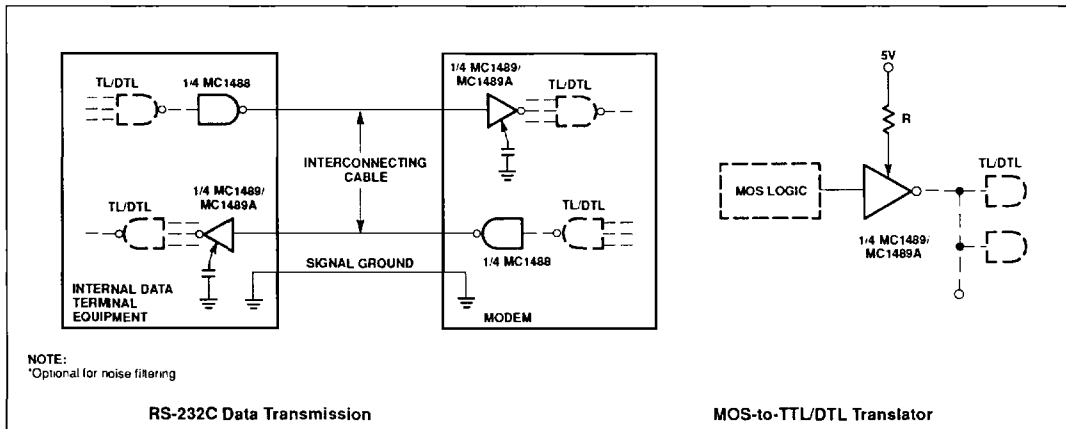 TL/DTL
1/4 MC1488
1/4 MC1489/
MC1489A
TL/DTL
INTERCONNECTING
CABLE
1/4 MC1489/
MC1489A
TL/DTL
TL/DTL
1/4 MC1488
SIGNAL GROUND
INTERNAL DATA
TERMINAL
EQUIPMENT
MODEM
NOTE:
*Optional for noise filtering
RS-232C Data Transmission
5V
R
MOS LOGIC
TL/DTL
1/4 MC1489/
MC1489A
MOS-to-TTL/DTL Translator